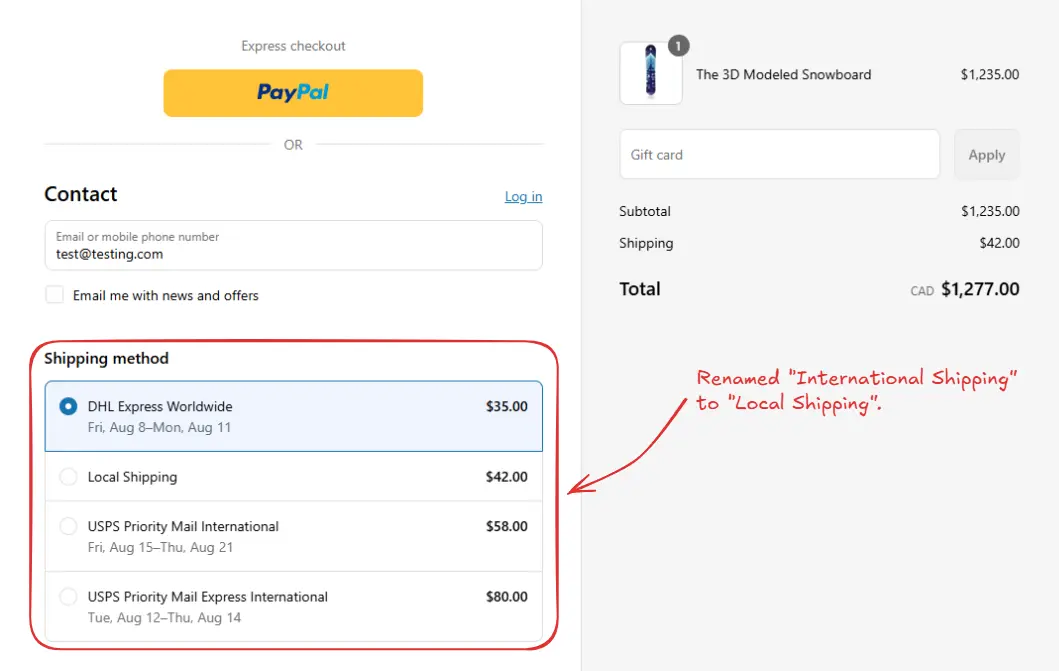 Express checkout
PayPal
OR
Contact
Log in
Email or mobile phone number
test@testing.com
Email me with news and offers
Shipping method
DHL Express Worldwide $35.00
Fri, Aug 8–Mon, Aug 11
Local Shipping $42.00
USPS Priority Mail International $58.00
Fri, Aug 15–Thu, Aug 21
USPS Priority Mail Express International $80.00
Tue, Aug 12–Thu, Aug 14
1
The 3D Modeled Snowboard $1,235.00
Gift card
Apply
Subtotal $1,235.00
Shipping $42.00
Total CAD $1,277.00
Renamed "International Shipping"
to "Local Shipping".